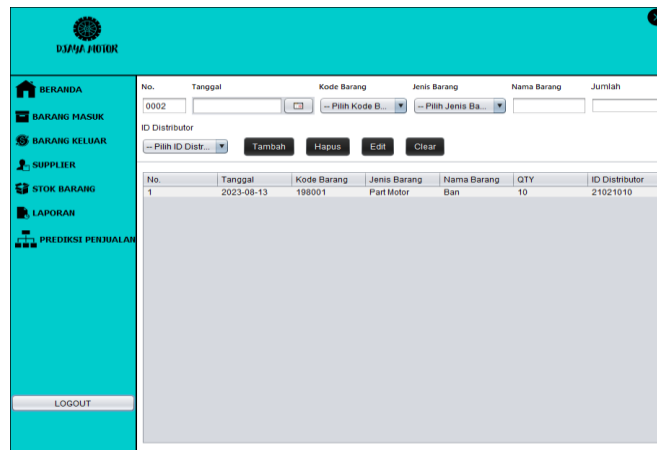 DJAYA MOTOR
BERANDA
BARANG MASUK
BARANG KELUAR
SUPPLIER
STOK BARANG
LAPORAN
PREDIKSI PENJUALAN
LOGOUT
No. Tanggal Kode Barang Jenis Barang Nama Barang Jumlah
0002 -- Pilih Kode B... -- Pilih Jenis Ba...
ID Distributor
-- Pilih ID Distr... Tambah Hapus Edit Clear
No. Tanggal Kode Barang Jenis Barang Nama Barang QTY ID Distributor
1 2023-08-13 198001 Part Motor Ban 10 21021010